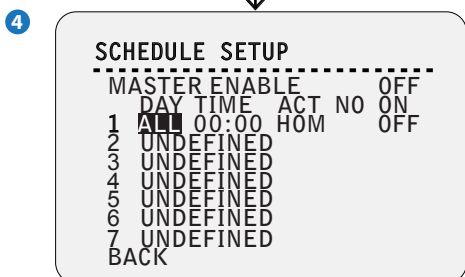 4
SCHEDULE SETUP
MASTER ENABLE OFF
DAY TIME ACT NO ON
1 ALL 00:00 HOM OFF
2 UNDEFINED
3 UNDEFINED
4 UNDEFINED
5 UNDEFINED
6 UNDEFINED
7 UNDEFINED
BACK